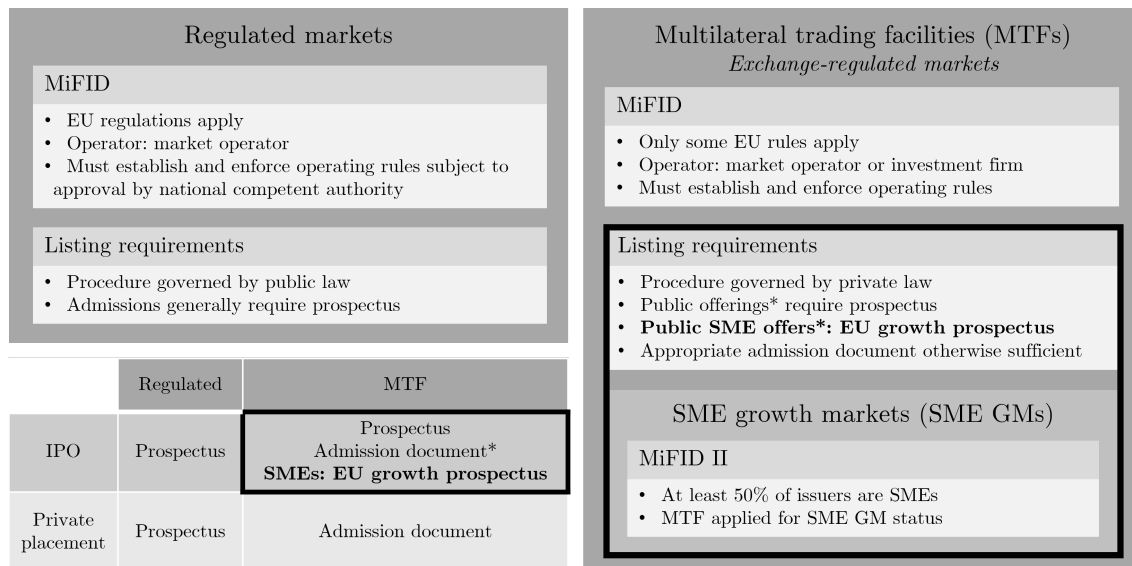 Regulated markets
MiFID
• EU regulations apply
• Operator: market operator
• Must establish and enforce operating rules subject to
approval by national competent authority
Listing requirements
• Procedure governed by public law
• Admissions generally require prospectus
Regulated MTF
IPO Prospectus Prospectus
Admission document*
SMEs: EU growth prospectus
Private
placement Prospectus Admission document
Multilateral trading facilities (MTFs)
Exchange-regulated markets
MiFID
• Only some EU rules apply
• Operator: market operator or investment firm
• Must establish and enforce operating rules
Listing requirements
• Procedure governed by private law
• Public offerings* require prospectus
• Public SME offers*: EU growth prospectus
• Appropriate admission document otherwise sufficient
SME growth markets (SME GMs)
MiFID II
• At least 50% of issuers are SMEs
• MTF applied for SME GM status